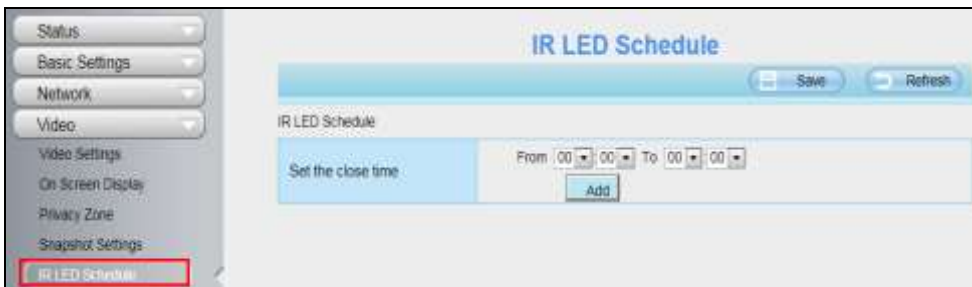 Status
Basic Settings
Network
Video
Video Settings
On Screen Display
Privacy Zone
Snapshot Settings
IR LED Schedule
IR LED Schedule
Save Refresh
IR LED Schedule
Set the close time
From 00 00 To 00 : 00
Add